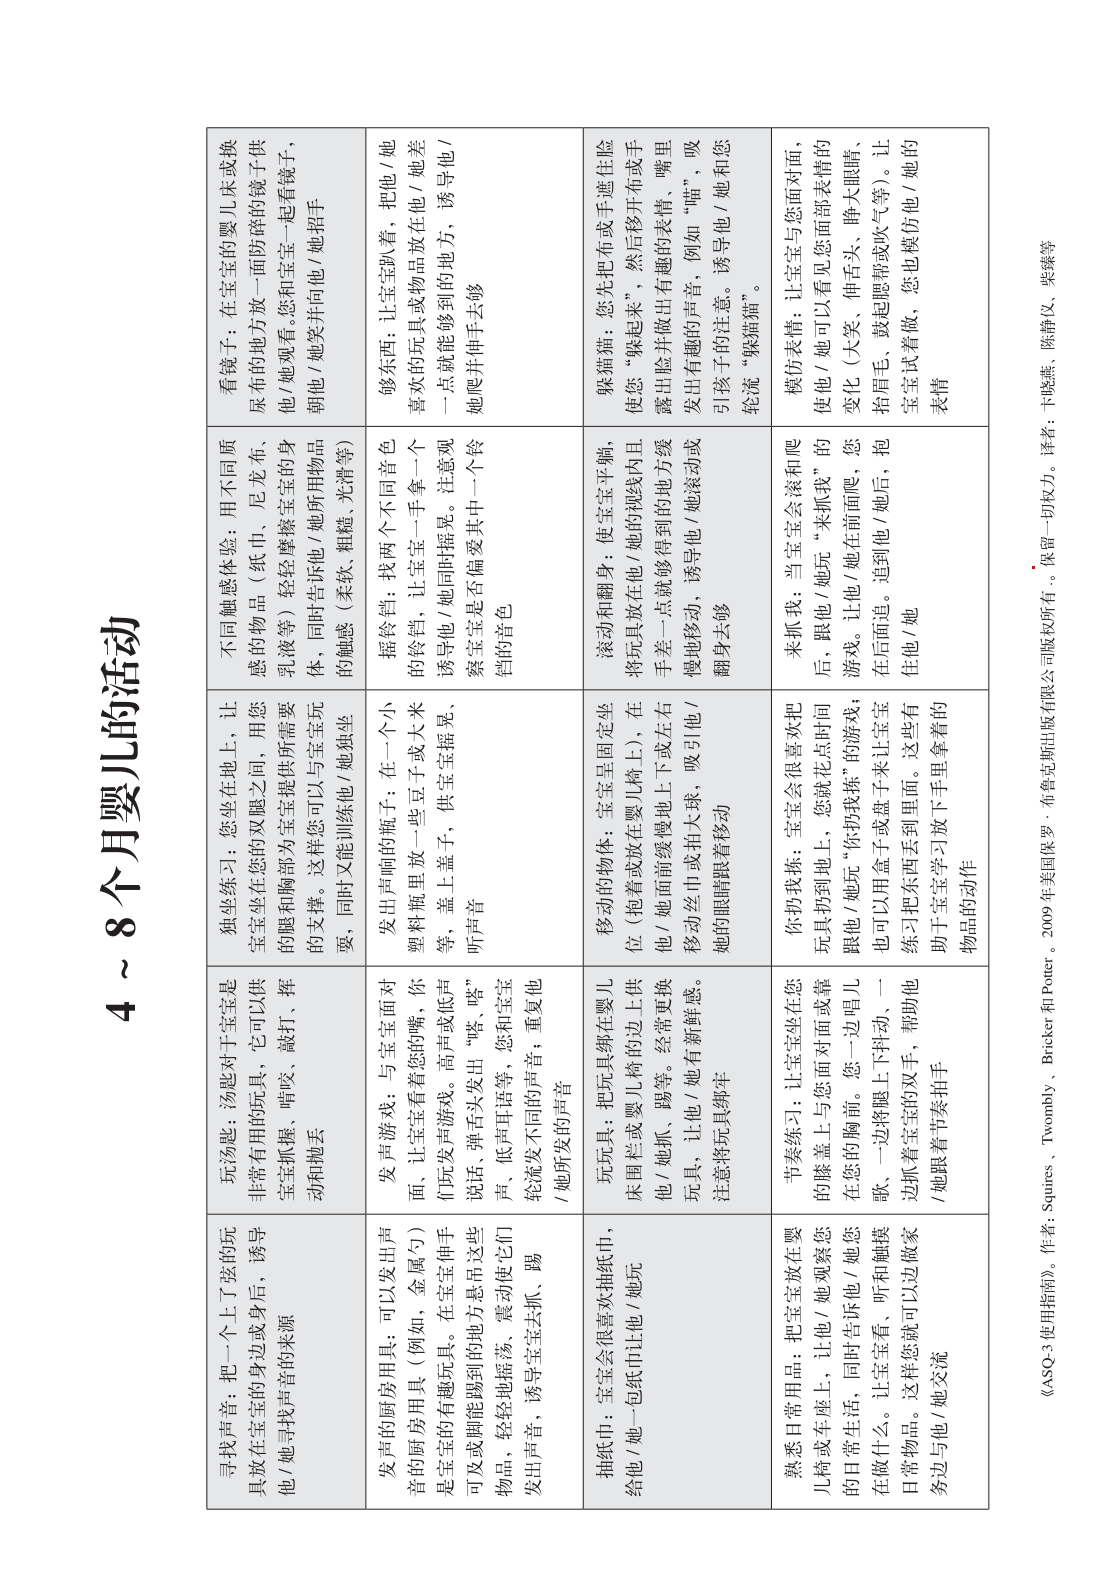 4 ~ 8 个月婴儿的活动
寻找声音：把一个上了弦的玩
具放在宝宝的身边或身后，诱导
他 / 她寻找声音的来源
玩汤匙：汤匙对于宝宝是
非常有用的玩具，它可以供
宝宝抓握、啃咬、敲打、挥
动和抛丢
独坐练习：您坐在地上，让
宝宝坐在您的双腿之间，用您
的腿和胸部为宝宝提供所需要
的支撑。这样您可以与宝宝玩
耍，同时又能训练他 / 她独坐
不同触感体验：用不同质
感的物品（纸巾、尼龙布、
乳液等）轻轻摩擦宝宝的身
体，同时告诉他 / 她所用物品
的触感（柔软、粗糙、光滑等）
看镜子：在宝宝的婴儿床或换
尿布的地方放一面防碎的镜子供
他 / 她观看。您和宝宝一起看镜子，
朝他 / 她笑并向他 / 她招手
发声的厨房用具：可以发出声
音的厨房用具（例如，金属勺）
是宝宝的有趣玩具。在宝宝伸手
可及或脚能踢到的地方悬吊这些
物品，轻轻地摇荡、震动使它们
发出声音，诱导宝宝去抓、踢
发声游戏：与宝宝面对
面、让宝宝看着您的嘴，你
们玩发声游戏。高声或低声
说话、弹舌头发出“嗒、嗒”
声、低声耳语等，您和宝宝
轮流发不同的声音；重复他
/ 她所发的声音
发出声响的瓶子：在一个小
塑料瓶里放一些豆子或大米
等，盖上盖子，供宝宝摇晃、
听声音
摇铃铛：找两个不同音色
的铃铛，让宝宝一手拿一个
诱导他 / 她同时摇晃。注意观
察宝宝是否偏爱其中一个铃
铛的音色
够东西：让宝宝趴着，把他 / 她
喜欢的玩具或物品放在他 / 她差
一点就能够到的地方，诱导他 /
她爬并伸手去够
抽纸巾：宝宝会很喜欢抽纸巾，
给他 / 她一包纸巾让他 / 她玩
玩玩具：把玩具绑在婴儿
床围栏或婴儿椅的边上供
他 / 她抓、踢等。经常更换
玩具，让他 / 她有新鲜感。
注意将玩具绑牢
移动的物体：宝宝呈固定坐
位（抱着或放在婴儿椅上），在
他 / 她面前缓慢地上下或左右
移动丝巾或拍大球，吸引他 /
她的眼睛跟着移动
滚动和翻身：使宝宝平躺，
将玩具放在他 / 她的视线内且
手差一点就够得到的地方缓
慢地移动，诱导他 / 她滚动或
翻身去够
躲猫猫：您先把布或手遮住脸
使您“躲起来”，然后移开布或手
露出脸并做出有趣的表情、嘴里
发出有趣的声音，例如“喵”，吸
引孩子的注意。诱导他 / 她和您
轮流“躲猫猫”。
熟悉日常用品：把宝宝放在婴
儿椅或车座上，让他 / 她观察您
的日常生活，同时告诉他 / 她您
在做什么。让宝宝看、听和触摸
日常物品。这样您就可以边做家
务边与他 / 她交流
节奏练习：让宝宝坐在您
的膝盖上与您面对面或靠
在您的胸前。您一边唱儿
歌、一边将腿上下抖动、一
边抓着宝宝的双手，帮助他
/ 她跟着节奏拍手
你扔我拣：宝宝会很喜欢把
玩具扔到地上，您就花点时间
跟他 / 她玩“你扔我拣”的游戏；
也可以用盒子或盘子来让宝宝
练习把东西丢到里面。这些有
助于宝宝学习放下手里拿着的
物品的动作
来抓我：当宝宝会滚和爬
后，跟他 / 她玩“来抓我”的
游戏。让他 / 她在前面爬，您
在后面追。追到他 / 她后，抱
住他 / 她
模仿表情：让宝宝与您面对面，
使他 / 她可以看见您面部表情的
变化（大笑、伸舌头、睁大眼睛、
抬眉毛、鼓起腮帮或吹气等）。让
宝宝试着做，您也模仿他 / 她的
表情
《ASQ-3 使用指南》。作者：Squires 、Twombly 、Bricker 和 Potter 。2009 年美国保罗 · 布鲁克斯出版有限公司版权所有 .。保留一切权力。译者：卞晓燕、陈静仪、柴臻等